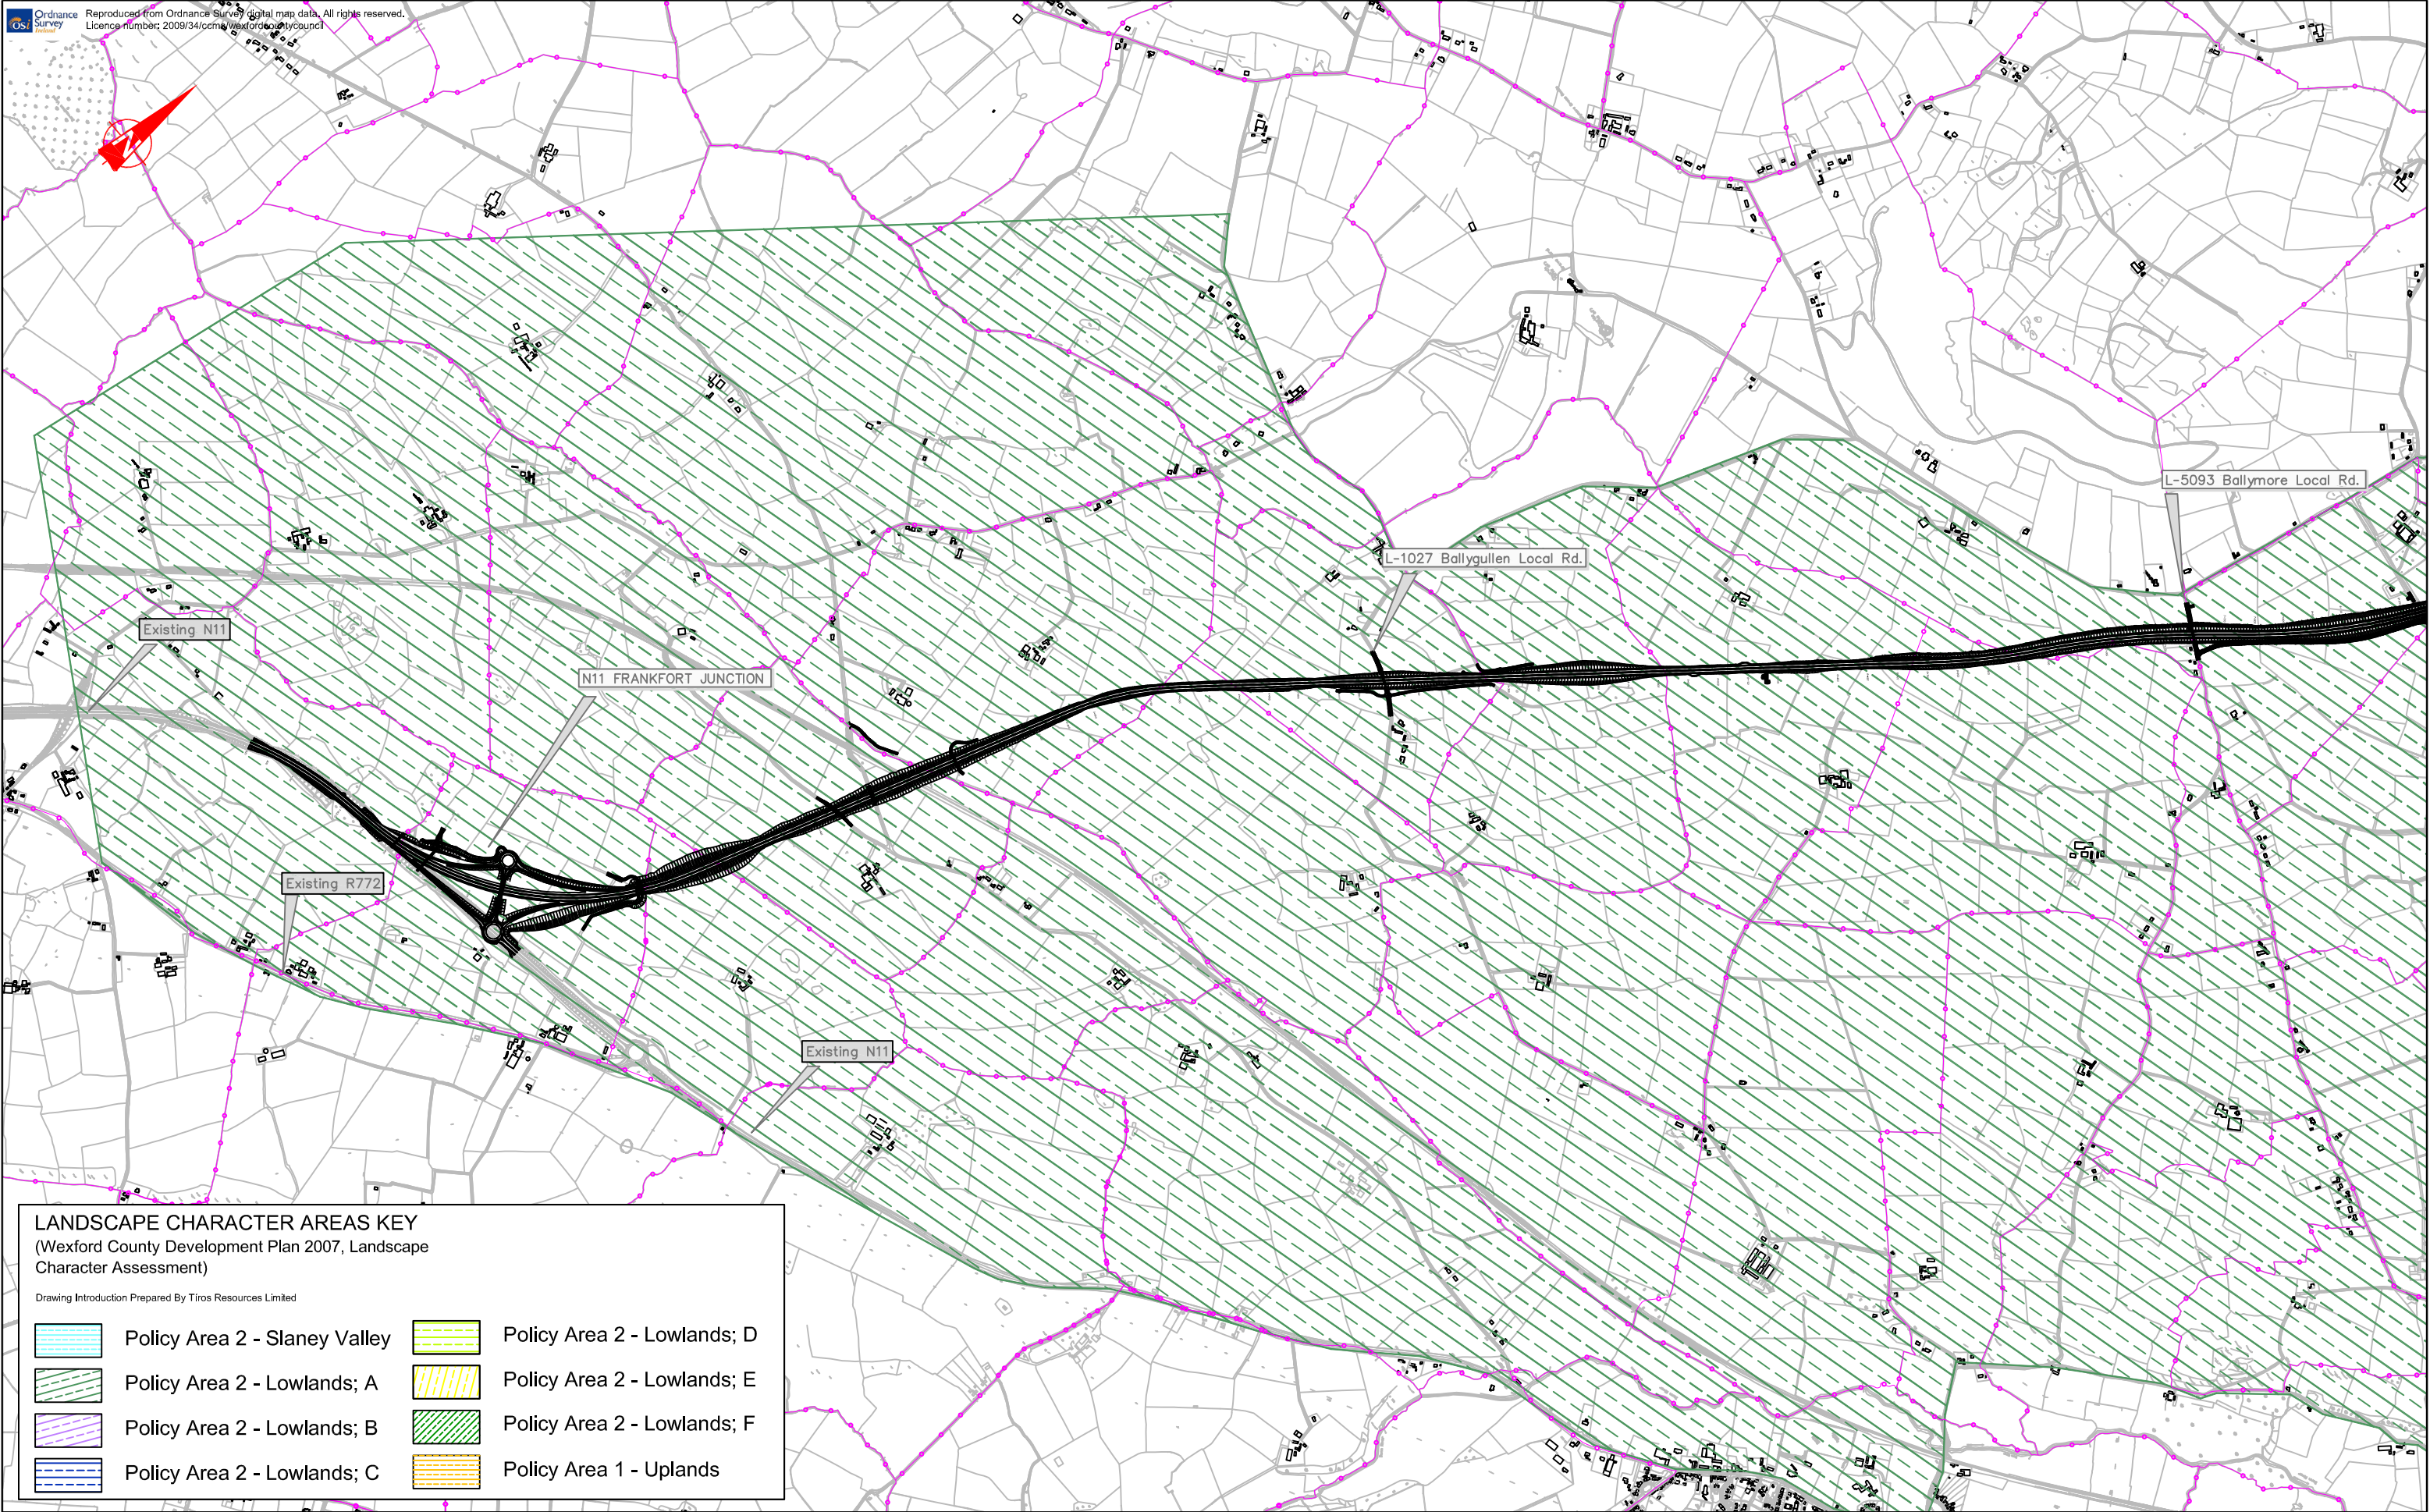 OSi Ordnance Survey Ireland
Reproduced from Ordnance Survey digital map data. All rights reserved.
Licence number: 2009/34/ccma/wexfordcountycouncil
L-5093 Ballymore Local Rd.
L-1027 Ballygullen Local Rd.
Existing N11
N11 FRANKFORT JUNCTION
Existing R772
Existing N11
LANDSCAPE CHARACTER AREAS KEY
(Wexford County Development Plan 2007, Landscape
Character Assessment)
Drawing Introduction Prepared By Tiros Resources Limited
Policy Area 2 - Slaney Valley
Policy Area 2 - Lowlands; A
Policy Area 2 - Lowlands; B
Policy Area 2 - Lowlands; C
Policy Area 2 - Lowlands; D
Policy Area 2 - Lowlands; E
Policy Area 2 - Lowlands; F
Policy Area 1 - Uplands